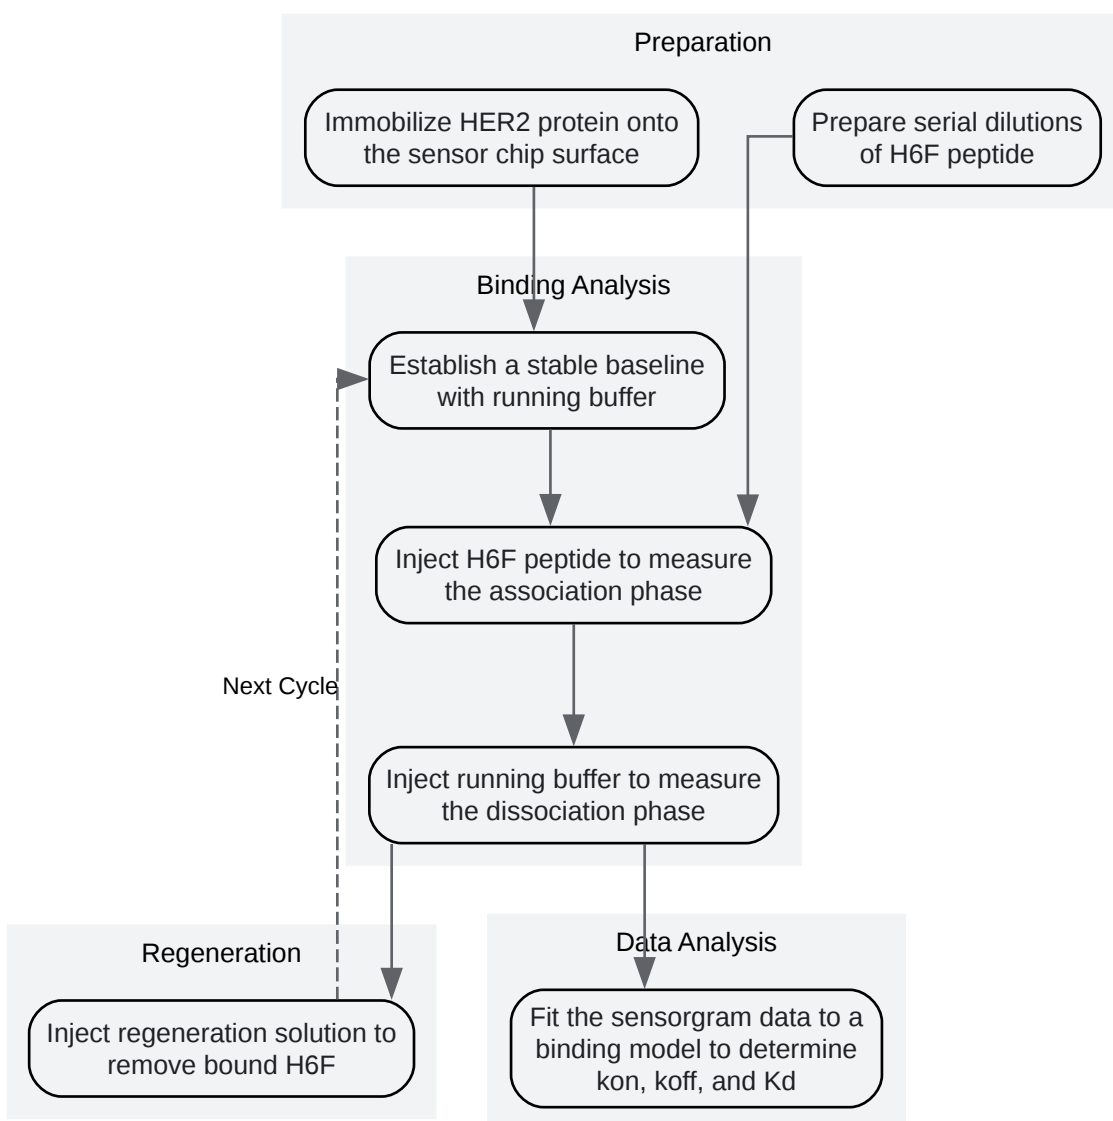 Preparation
Immobilize HER2 protein onto
the sensor chip surface
Prepare serial dilutions
of H6F peptide
Binding Analysis
Establish a stable baseline
with running buffer
Inject H6F peptide to measure
the association phase
Next Cycle
Inject running buffer to measure
the dissociation phase
Regeneration
Inject regeneration solution to
remove bound H6F
Data Analysis
Fit the sensorgram data to a
binding model to determine
kon, koff, and Kd